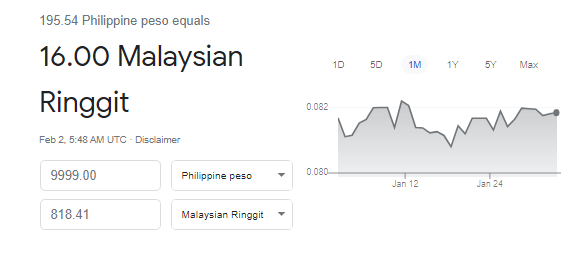 195.54 Philippine peso equals
16.00 Malaysian
Ringgit
Feb 2, 5:48 AM UTC · Disclaimer
9999.00 Philippine peso
818.41 Malaysian Ringgit
1D 5D 1M 1Y 5Y Max
0.082
0.080
Jan 12 Jan 24